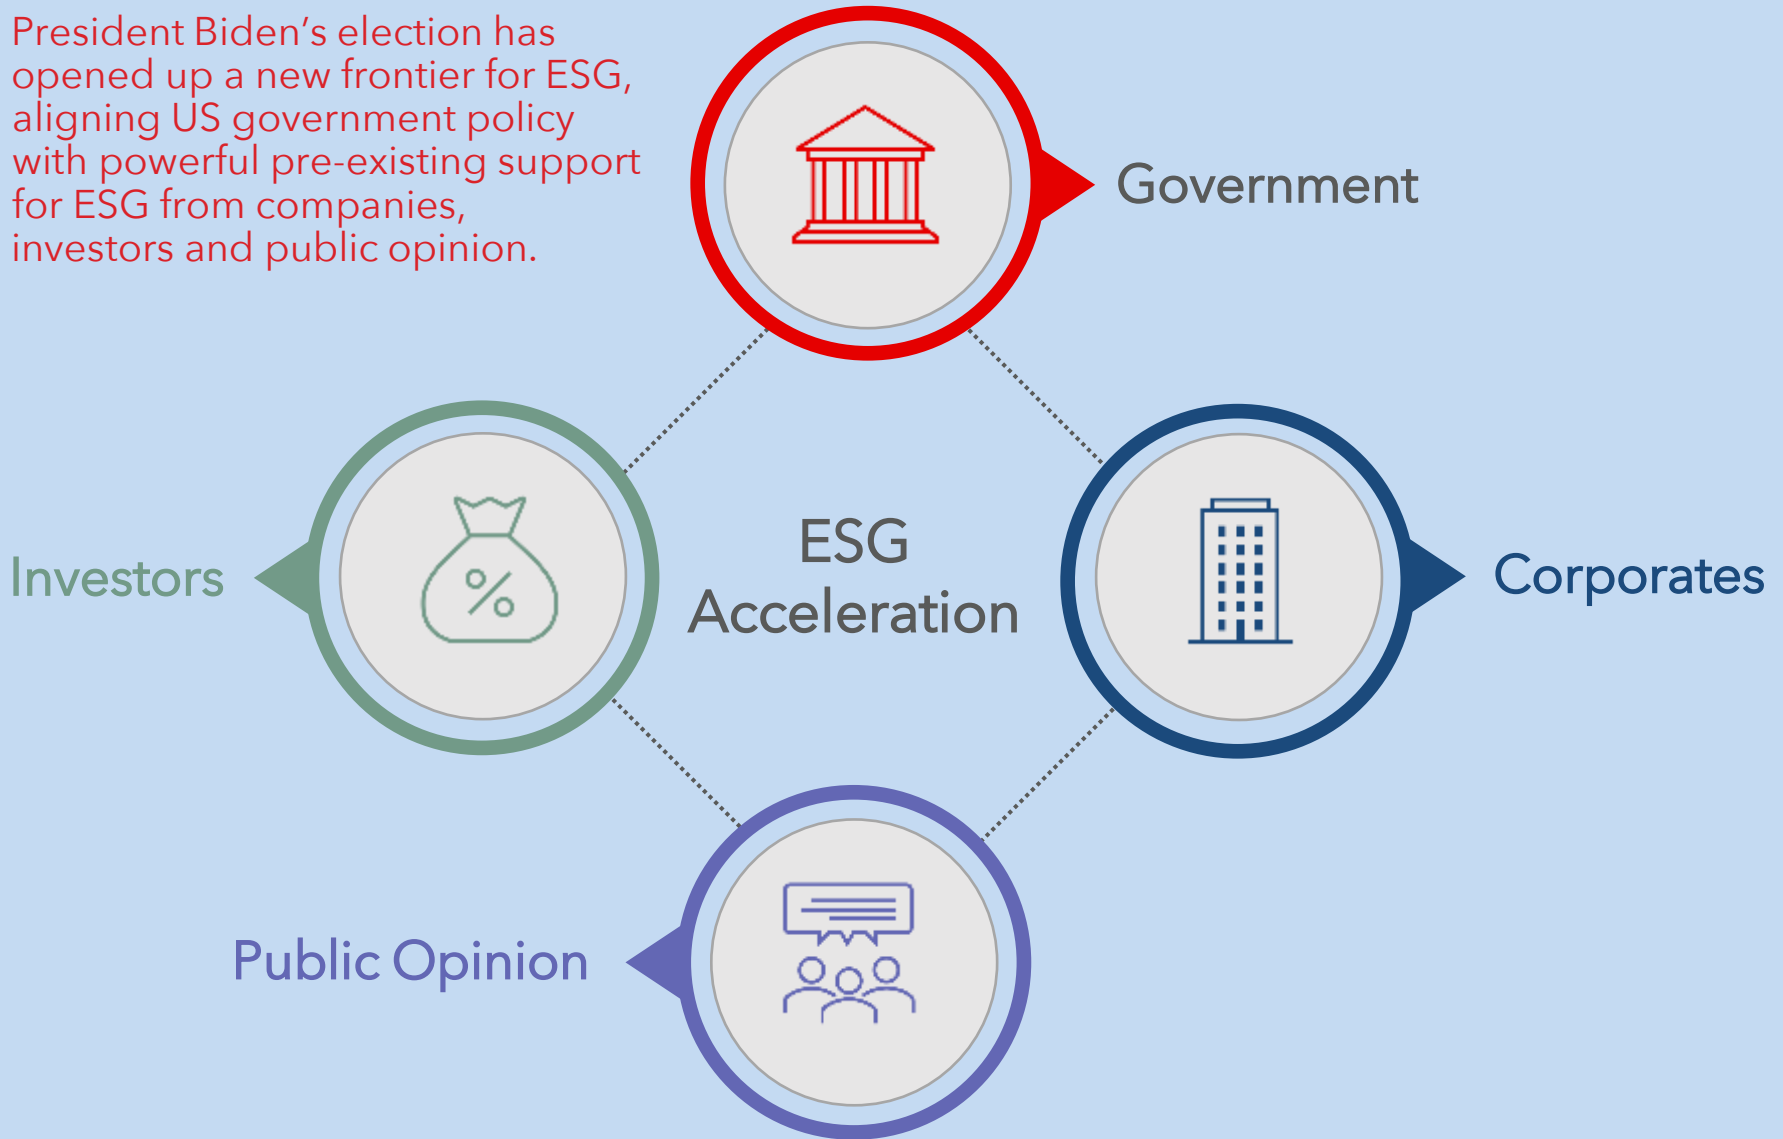 President Biden’s election has
opened up a new frontier for ESG,
aligning US government policy
with powerful pre-existing support
for ESG from companies,
investors and public opinion.
Government
Investors
ESG
Acceleration
Corporates
Public Opinion
%